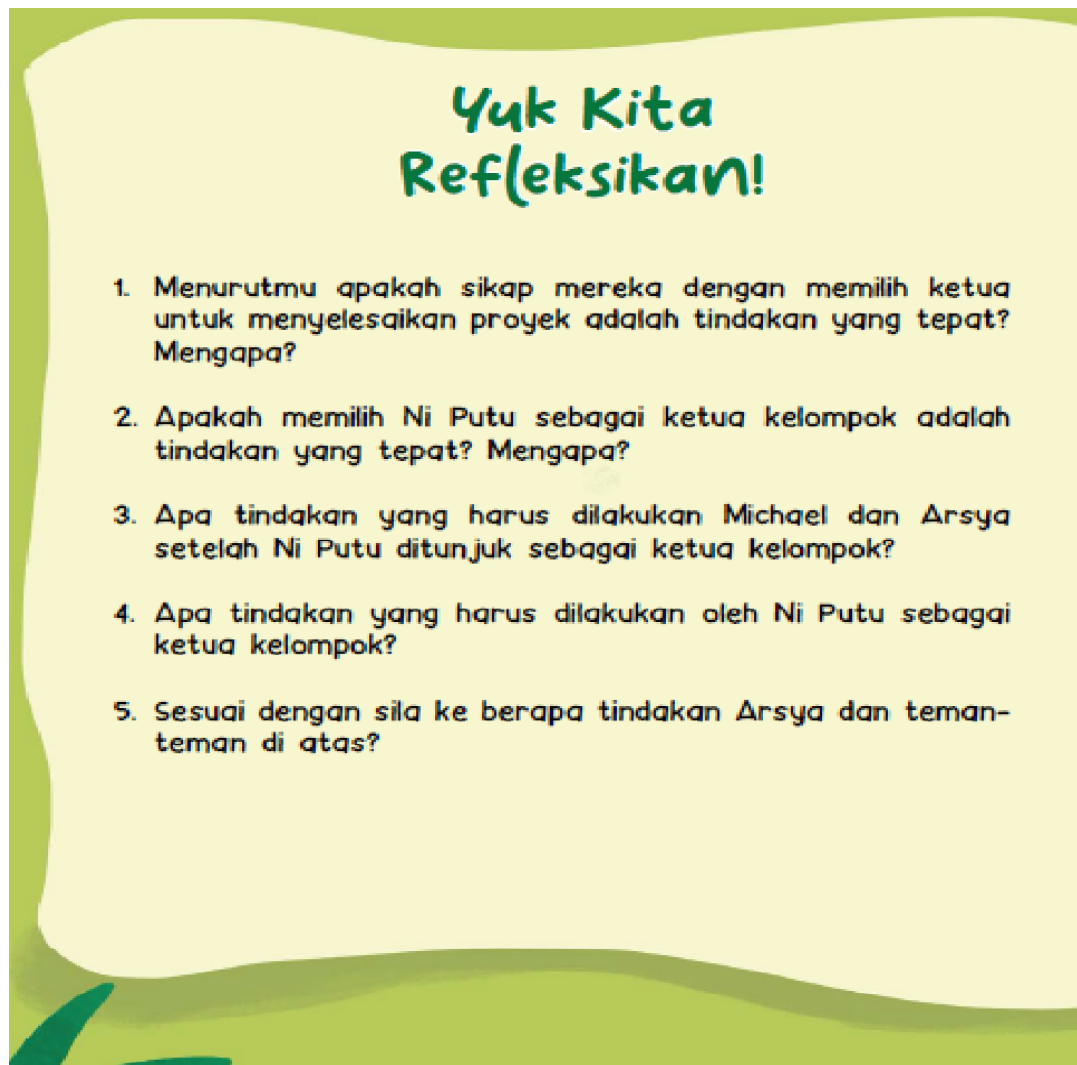 Yuk Kita
Refleksikan!
1. Menurutmu apakah sikap mereka dengan memilih ketua
untuk menyelesaikan proyek adalah tindakan yang tepat?
Mengapa?
2. Apakah memilih Ni Putu sebagai ketua kelompok adalah
tindakan yang tepat? Mengapa?
3. Apa tindakan yang harus dilakukan Michael dan Arsya
setelah Ni Putu ditunjuk sebagai ketua kelompok?
4. Apa tindakan yang harus dilakukan oleh Ni Putu sebagai
ketua kelompok?
5. Sesuai dengan sila ke berapa tindakan Arsya dan teman-
teman di atas?